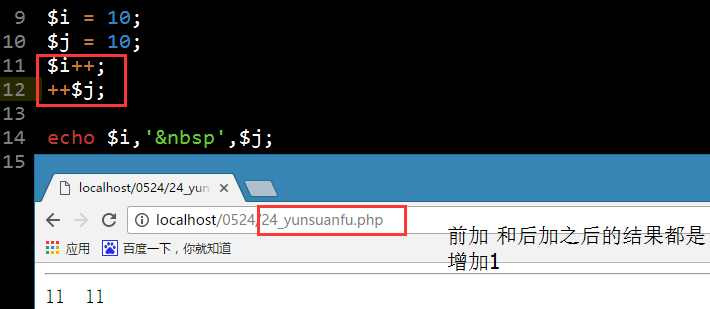 9 $i = 10;
10 $j = 10;
11 $i++;
12 ++$j;
13
14 echo $i,'&nbsp',$j;
15
localhost/0524/24_yun
localhost/0524/24_yunsuanfu.php
应用 百度一下，你就知道
前加 和后加之后的结果都是
增加1
11 11